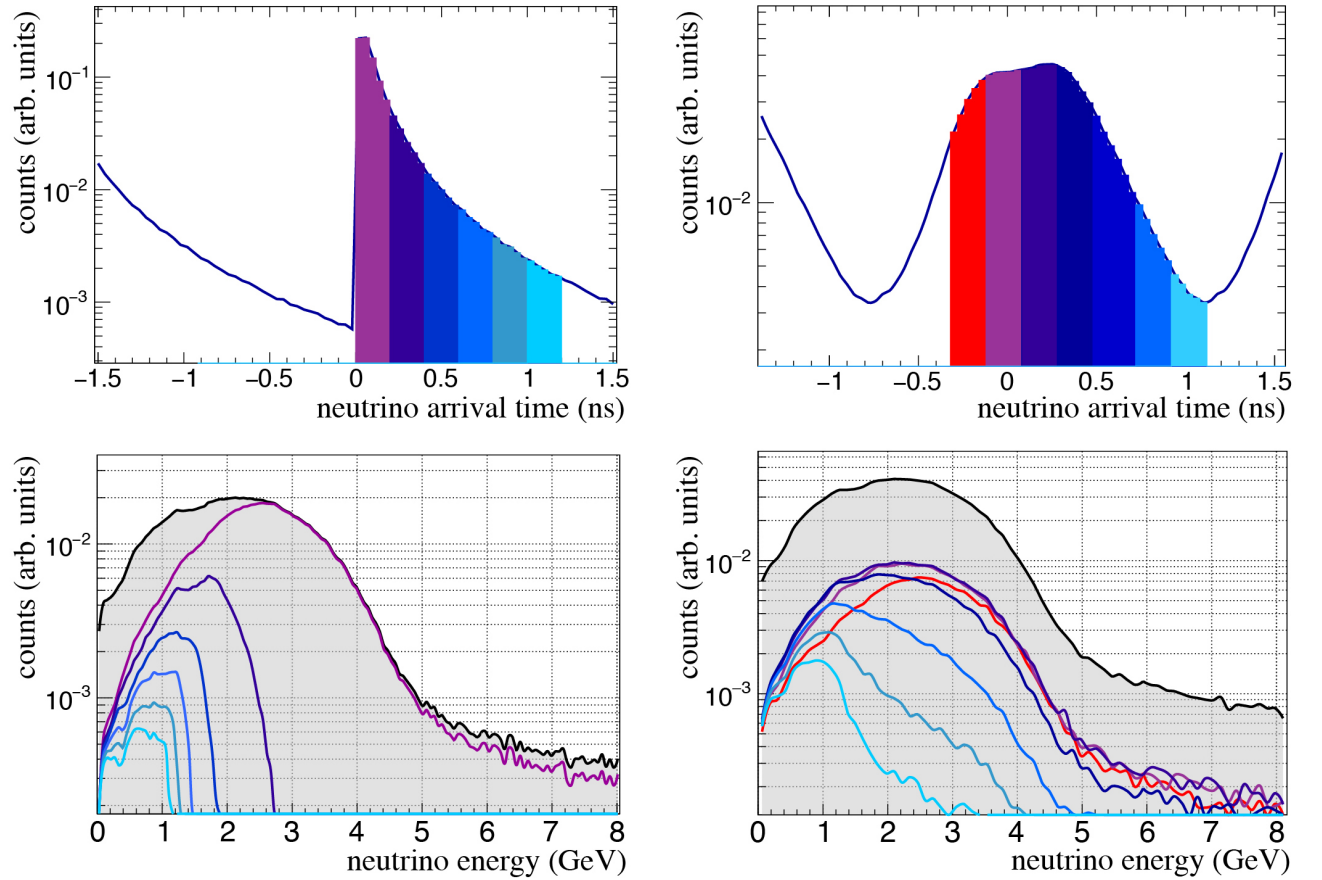 counts (arb. units)
10⁻¹
10⁻²
10⁻³
−1.5 −1 −0.5 0 0.5 1 1.5
neutrino arrival time (ns)
counts (arb. units)
10⁻²
−1 −0.5 0 0.5 1 1.5
neutrino arrival time (ns)
counts (arb. units)
10⁻²
10⁻³
0 1 2 3 4 5 6 7 8
neutrino energy (GeV)
counts (arb. units)
10⁻²
10⁻³
0 1 2 3 4 5 6 7 8
neutrino energy (GeV)